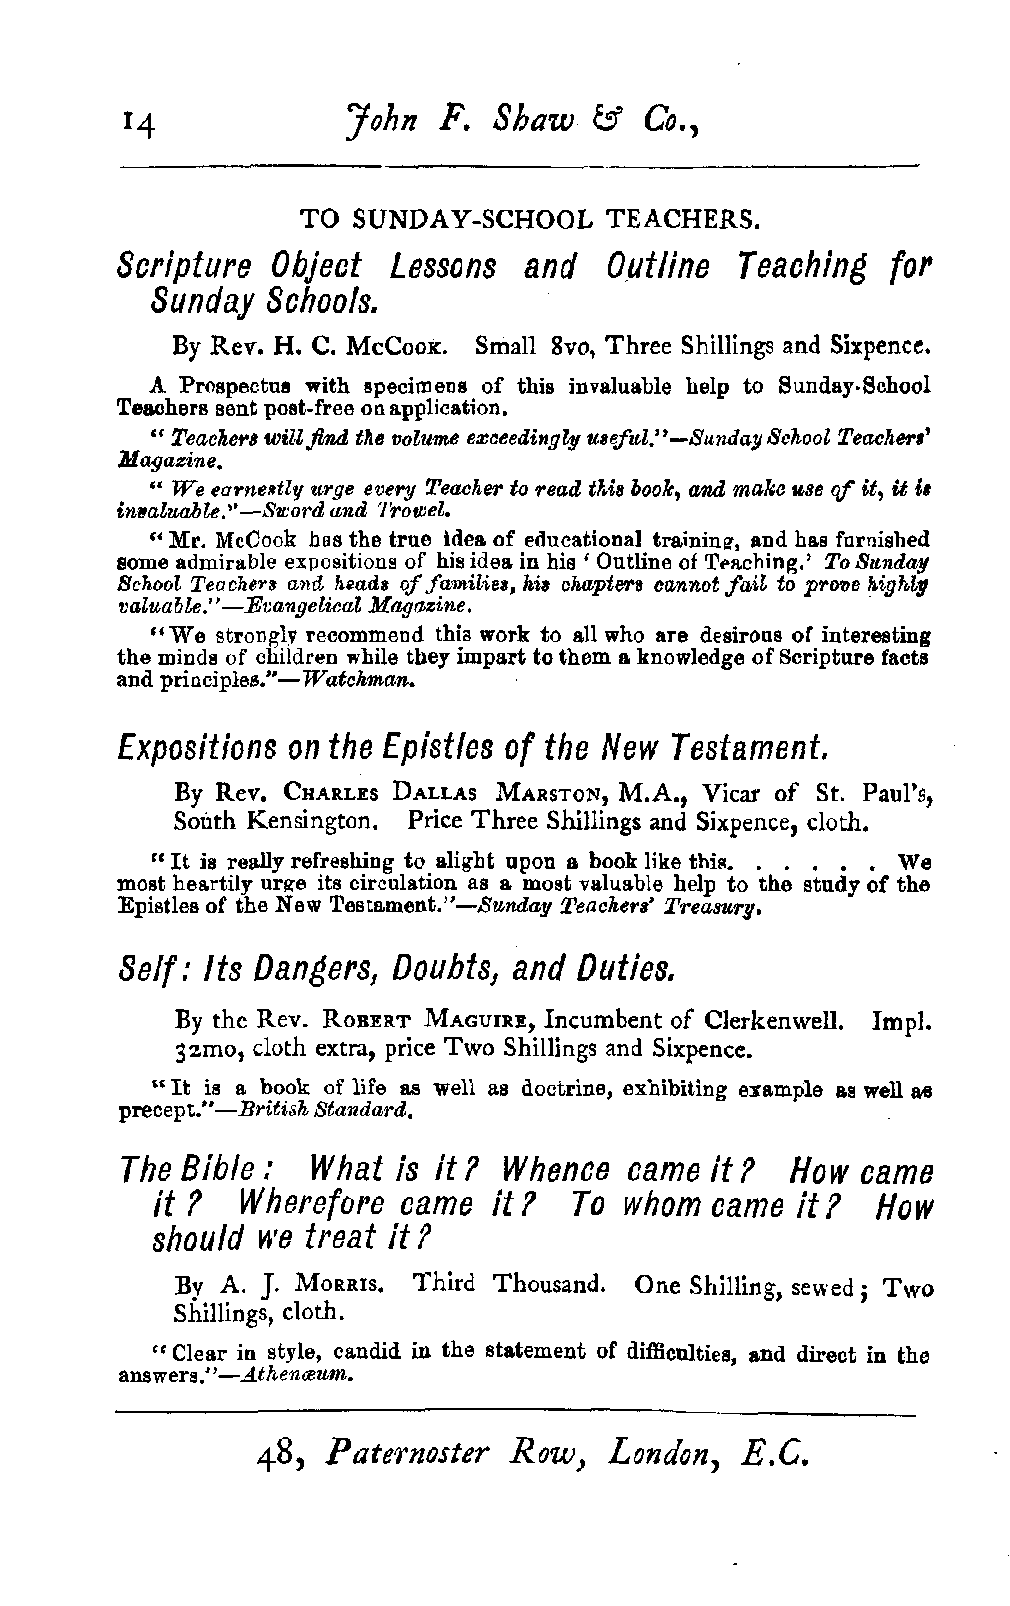 14 John F. Shaw & Co.,
TO SUNDAY-SCHOOL TEACHERS.
Scripture Object Lessons and Outline Teaching for
Sunday Schools.
By Rev. H. C. McCook. Small 8vo, Three Shillings and Sixpence.
A Prospectus with specimens of this invaluable help to Sunday-School
Teachers sent post-free on application.
“Teachers will find the volume exceedingly useful.”—Sunday School Teachers’
Magazine.
“We earnestly urge every Teacher to read this book, and make use of it, it is
invaluable.”—Sword and Trowel.
“Mr. McCook has the true idea of educational training, and has furnished
some admirable expositions of his idea in his ‘Outline of Teaching.’ To Sunday
School Teachers and heads of families, his chapters cannot fail to prove highly
valuable.”—Evangelical Magazine.
“We strongly recommend this work to all who are desirous of interesting
the minds of children while they impart to them a knowledge of Scripture facts
and principles.”—Watchman.
Expositions on the Epistles of the New Testament.
By Rev. Charles Dallas Marston, M.A., Vicar of St. Paul’s,
South Kensington. Price Three Shillings and Sixpence, cloth.
“It is really refreshing to alight upon a book like this. . . . . . We
most heartily urge its circulation as a most valuable help to the study of the
Epistles of the New Testament.”—Sunday Teachers’ Treasury.
Self: Its Dangers, Doubts, and Duties.
By the Rev. Robert Maguire, Incumbent of Clerkenwell. Impl.
32mo, cloth extra, price Two Shillings and Sixpence.
“It is a book of life as well as doctrine, exhibiting example as well as
precept.”—British Standard.
The Bible: What is it? Whence came it? How came
it? Wherefore came it? To whom came it? How
should we treat it?
By A. J. Morris. Third Thousand. One Shilling, sewed; Two
Shillings, cloth.
“Clear in style, candid in the statement of difficulties, and direct in the
answers.”—Athenæum.
48, Paternoster Row, London, E.C.